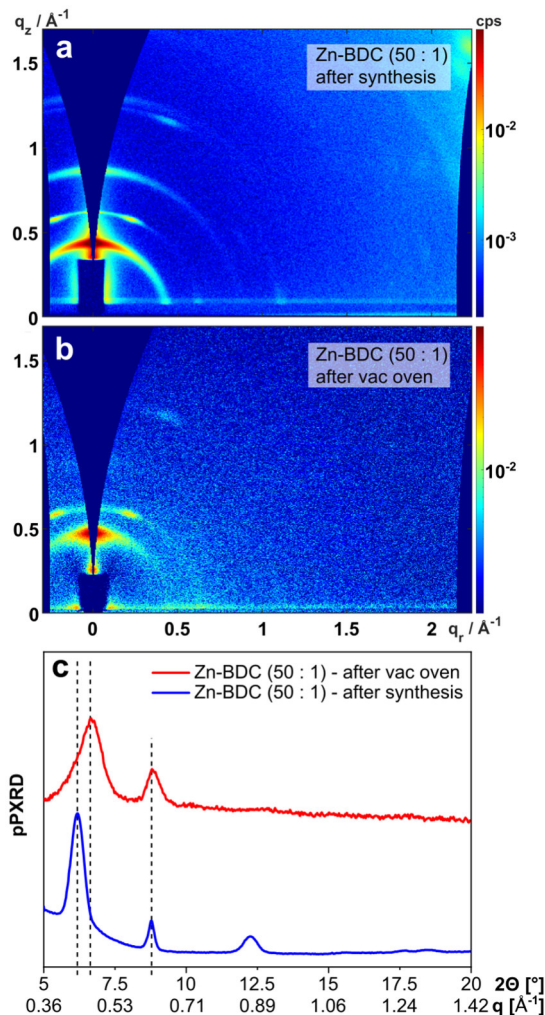 q_z / Å⁻¹
cps
a
Zn-BDC (50 : 1)
after synthesis
1.5
1
0.5
0
10⁻²
10⁻³
b
Zn-BDC (50 : 1)
after vac oven
1.5
1
0.5
0
10⁻²
0 0.5 1 1.5 2 q_r / Å⁻¹
c
Zn-BDC (50 : 1) - after vac oven
Zn-BDC (50 : 1) - after synthesis
pPXRD
5 7.5 10 12.5 15 17.5 20 2Θ [°]
0.36 0.53 0.71 0.89 1.06 1.24 1.42 q [Å⁻¹]